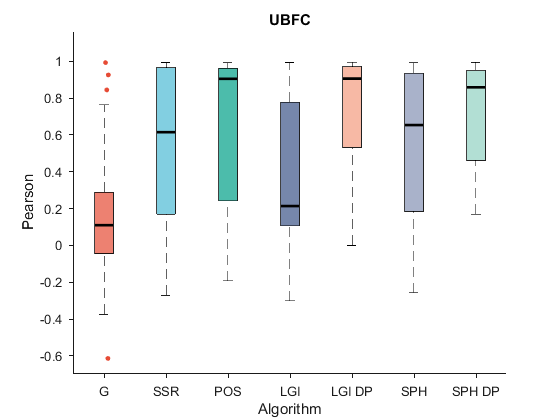 UBFC
1
0.8
0.6
0.4
0.2
0
-0.2
-0.4
-0.6
Pearson
G SSR POS LGI LGI DP SPH SPH DP
Algorithm